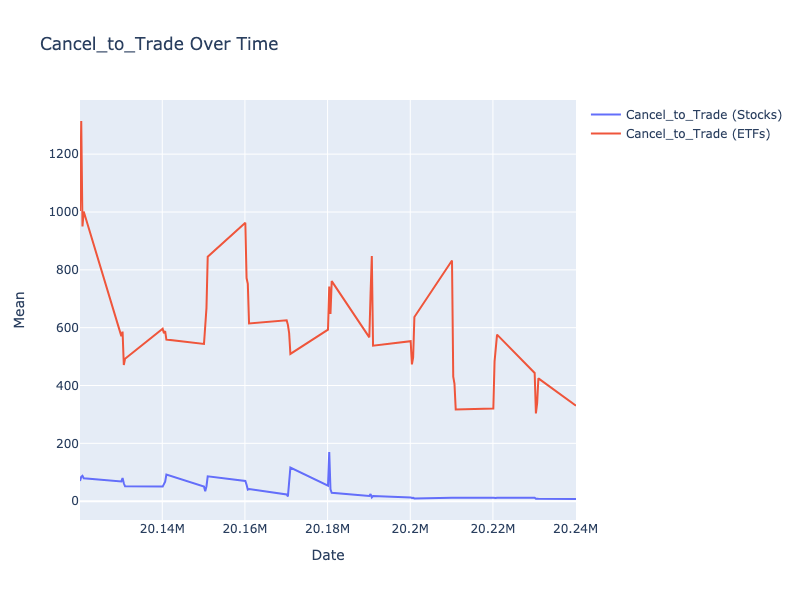 Cancel_to_Trade Over Time
Cancel_to_Trade (Stocks)
Cancel_to_Trade (ETFs)
1200
1000
800
600
400
200
0
Mean
20.14M
20.16M
20.18M
20.2M
20.22M
20.24M
Date